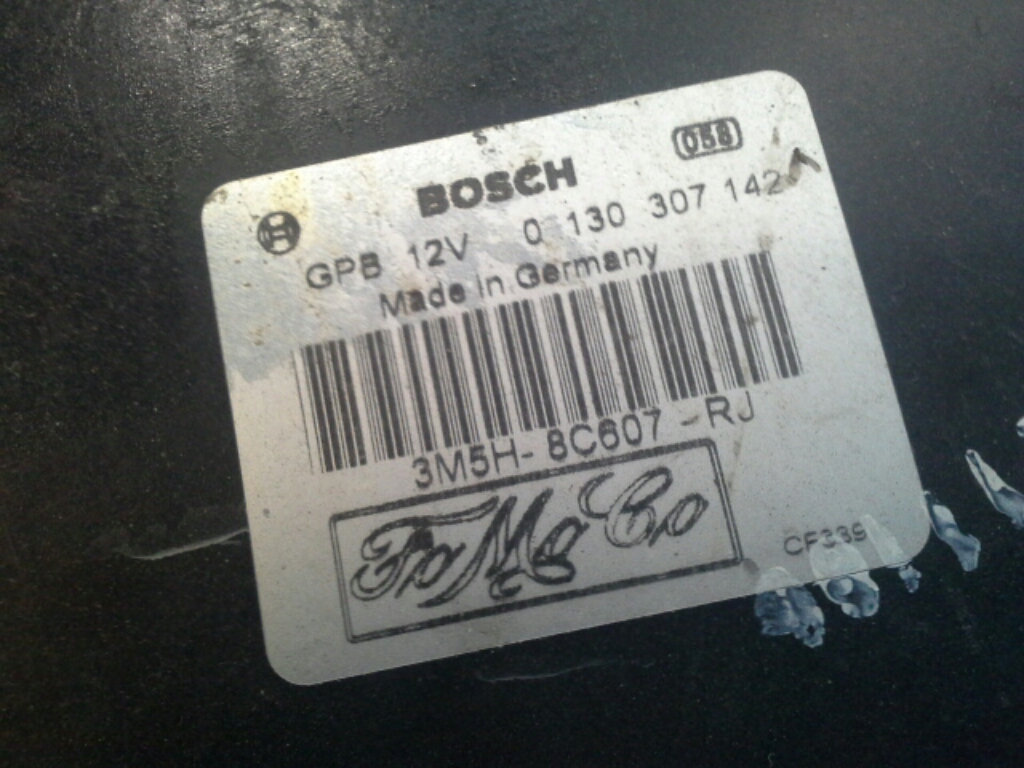 058
BOSCH
GPB 12V 0 130 307 142
Made in Germany
3M5H-8C607-RJ
FoMoCo
CF339